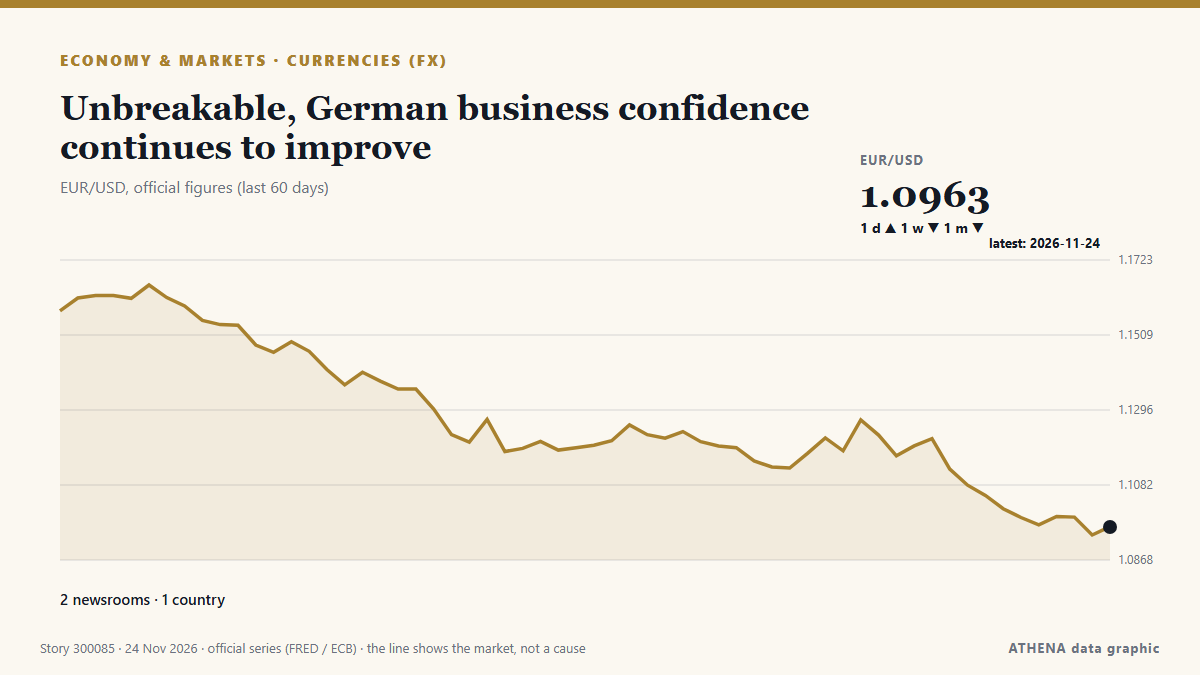 ECONOMY & MARKETS · CURRENCIES (FX)
Unbreakable, German business confidence
continues to improve
EUR/USD, official figures (last 60 days)
EUR/USD
1.0963
1 d ▲ 1 w ▼ 1 m ▼
latest: 2026-11-24
1.1723
1.1509
1.1296
1.1082
1.0868
2 newsrooms · 1 country
Story 300085 · 24 Nov 2026 · official series (FRED / ECB) · the line shows the market, not a cause
ATHENA data graphic